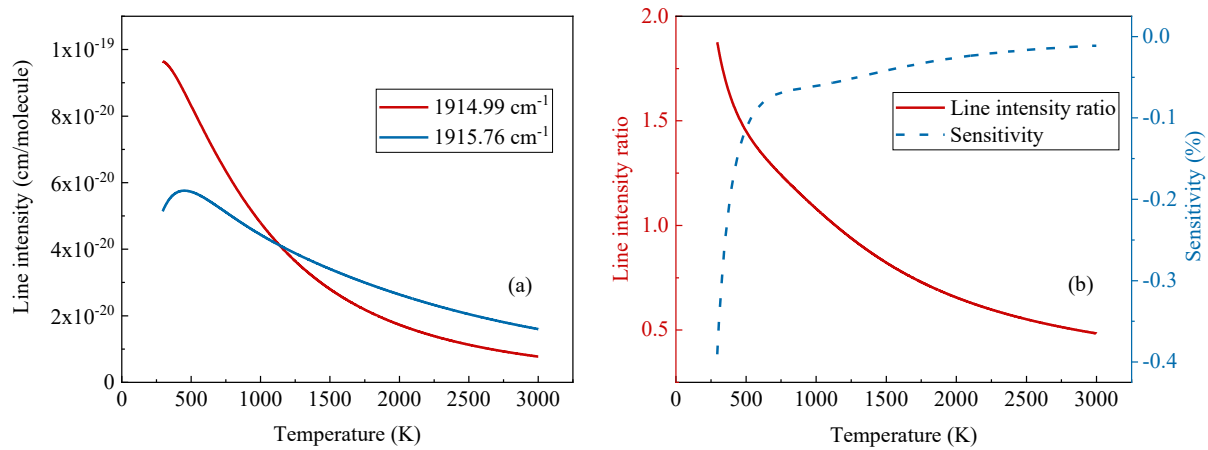 1x10⁻¹⁹
8x10⁻²⁰
6x10⁻²⁰
4x10⁻²⁰
2x10⁻²⁰
0
Line intensity (cm/molecule)
1914.99 cm⁻¹
1915.76 cm⁻¹
(a)
0 500 1000 1500 2000 2500 3000
Temperature (K)
2.0
1.5
1.0
0.5
Line intensity ratio
Line intensity ratio
Sensitivity
(b)
0.0
-0.1
-0.2
-0.3
-0.4
Sensitivity (%)
0 500 1000 1500 2000 2500 3000
Temperature (K)